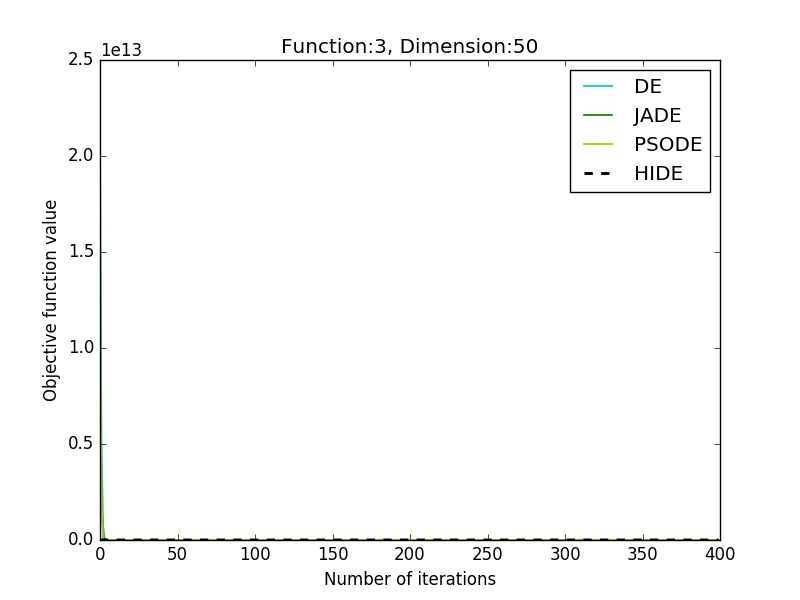 Function:3, Dimension:50
1e13
2.5
2.0
1.5
1.0
0.5
0.0
Objective function value
DE
JADE
PSODE
HIDE
0 50 100 150 200 250 300 350 400
Number of iterations